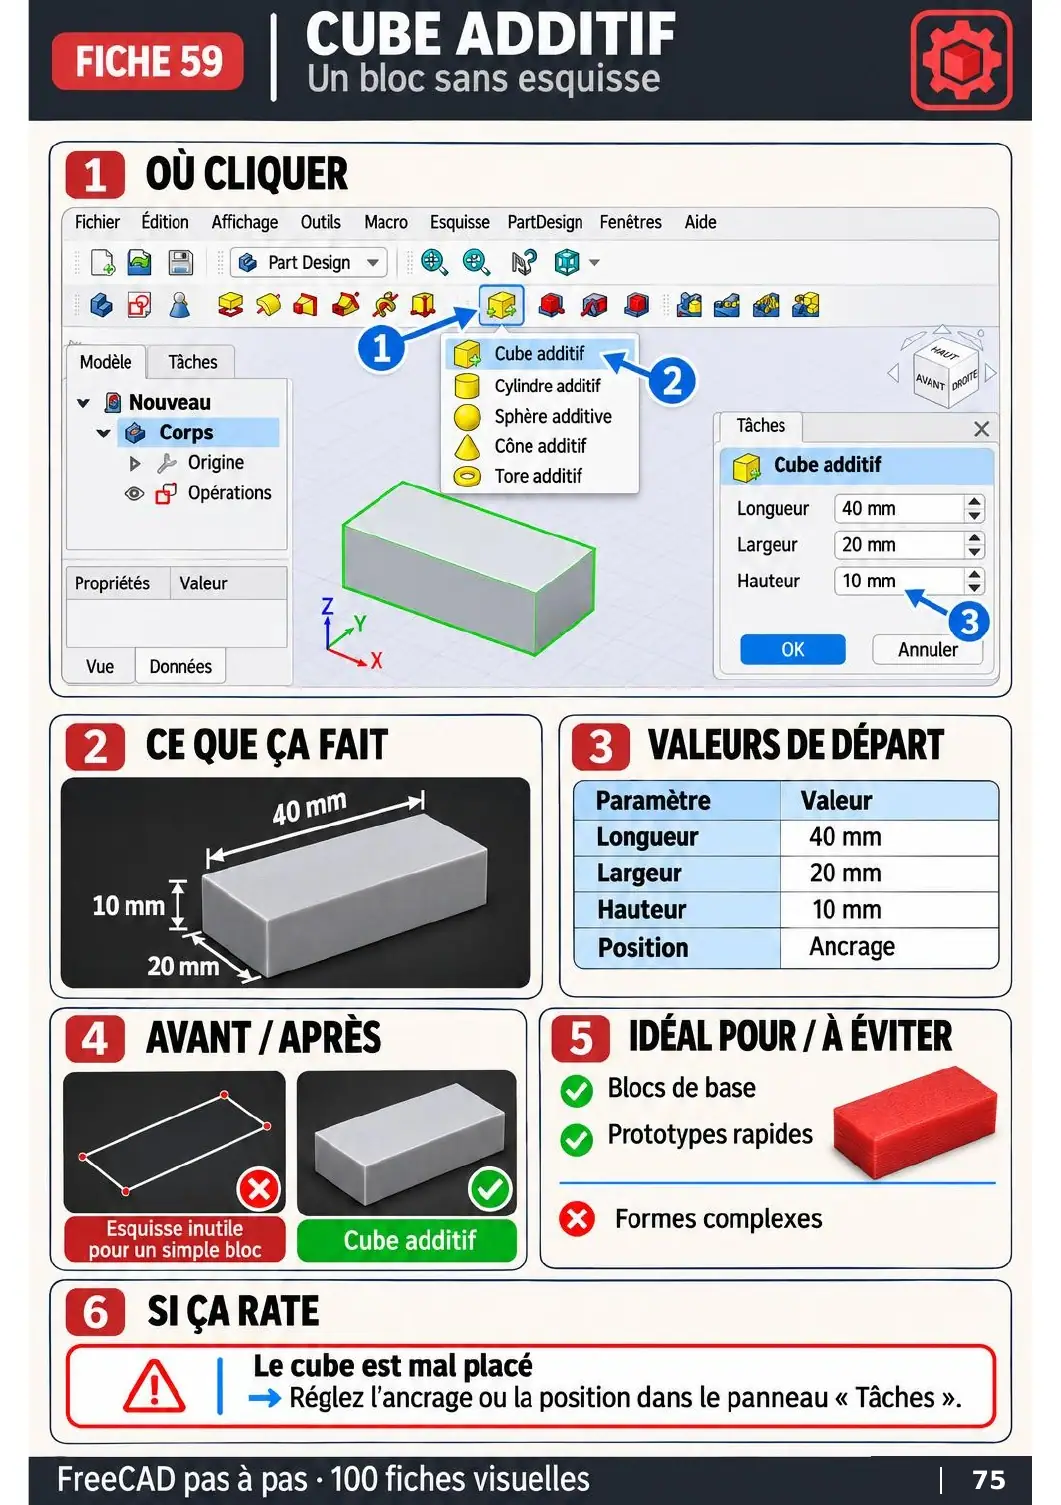 FICHE 59
CUBE ADDITIF
Un bloc sans esquisse
1 OÙ CLIQUER
Fichier Édition Affichage Outils Macro Esquisse PartDesign Fenêtres Aide
Part Design
1
Cube additif
2
Cylindre additif
Sphère additive
Cône additif
Tore additif
Modèle Tâches
Nouveau
Corps
Origine
Opérations
Propriétés Valeur
Vue Données
Z
Y
X
HAUT
AVANT DROITE
Tâches
Cube additif
Longueur 40 mm
Largeur 20 mm
Hauteur 10 mm
3
OK Annuler
2 CE QUE ÇA FAIT
40 mm
10 mm
20 mm
3 VALEURS DE DÉPART
Paramètre Valeur
Longueur 40 mm
Largeur 20 mm
Hauteur 10 mm
Position Ancrage
4 AVANT / APRÈS
Esquisse inutile
pour un simple bloc
Cube additif
5 IDÉAL POUR / À ÉVITER
Blocs de base
Prototypes rapides
Formes complexes
6 SI ÇA RATE
Le cube est mal placé
→ Réglez l'ancrage ou la position dans le panneau « Tâches ».
FreeCAD pas à pas · 100 fiches visuelles | 75